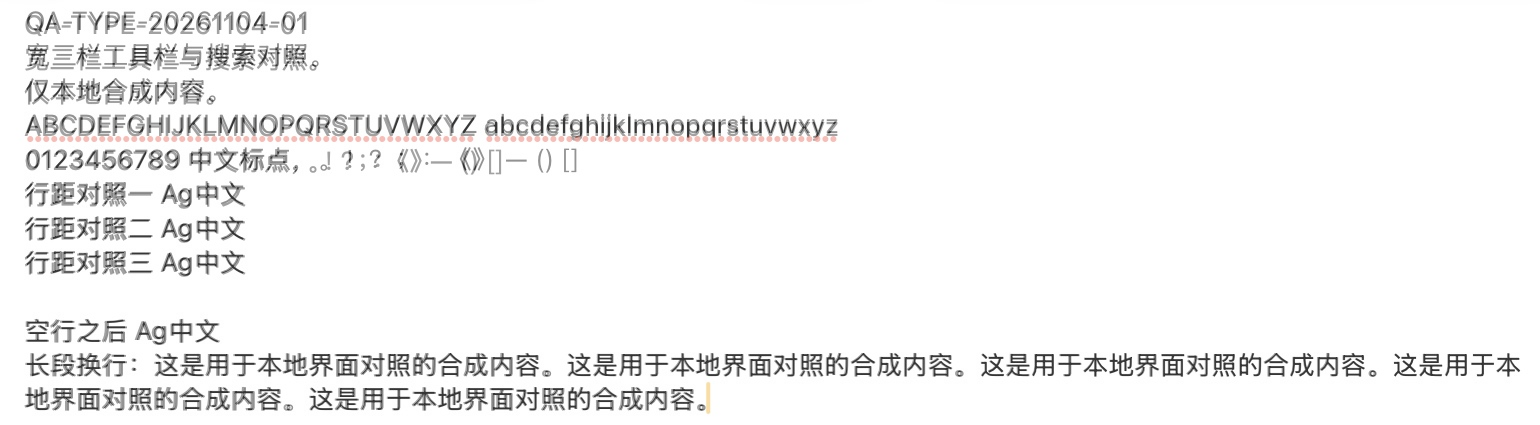 QA-TYPE-20261104-01
宽三栏工具栏与搜索对照。
仅本地合成内容。
ABCDEFGHIJKLMNOPQRSTUVWXYZ abcdefghijklmnopqrstuvwxyz
0123456789 中文标点，
行距对照一 Ag中文
行距对照二 Ag中文
行距对照三 Ag中文
空行之后 Ag中文
长段换行：这是用于本地界面对照的合成内容。这是用于本地界面对照的合成内容。这是用于本地界面对照的合成内容。这是用于本
地界面对照的合成内容。这是用于本地界面对照的合成内容。